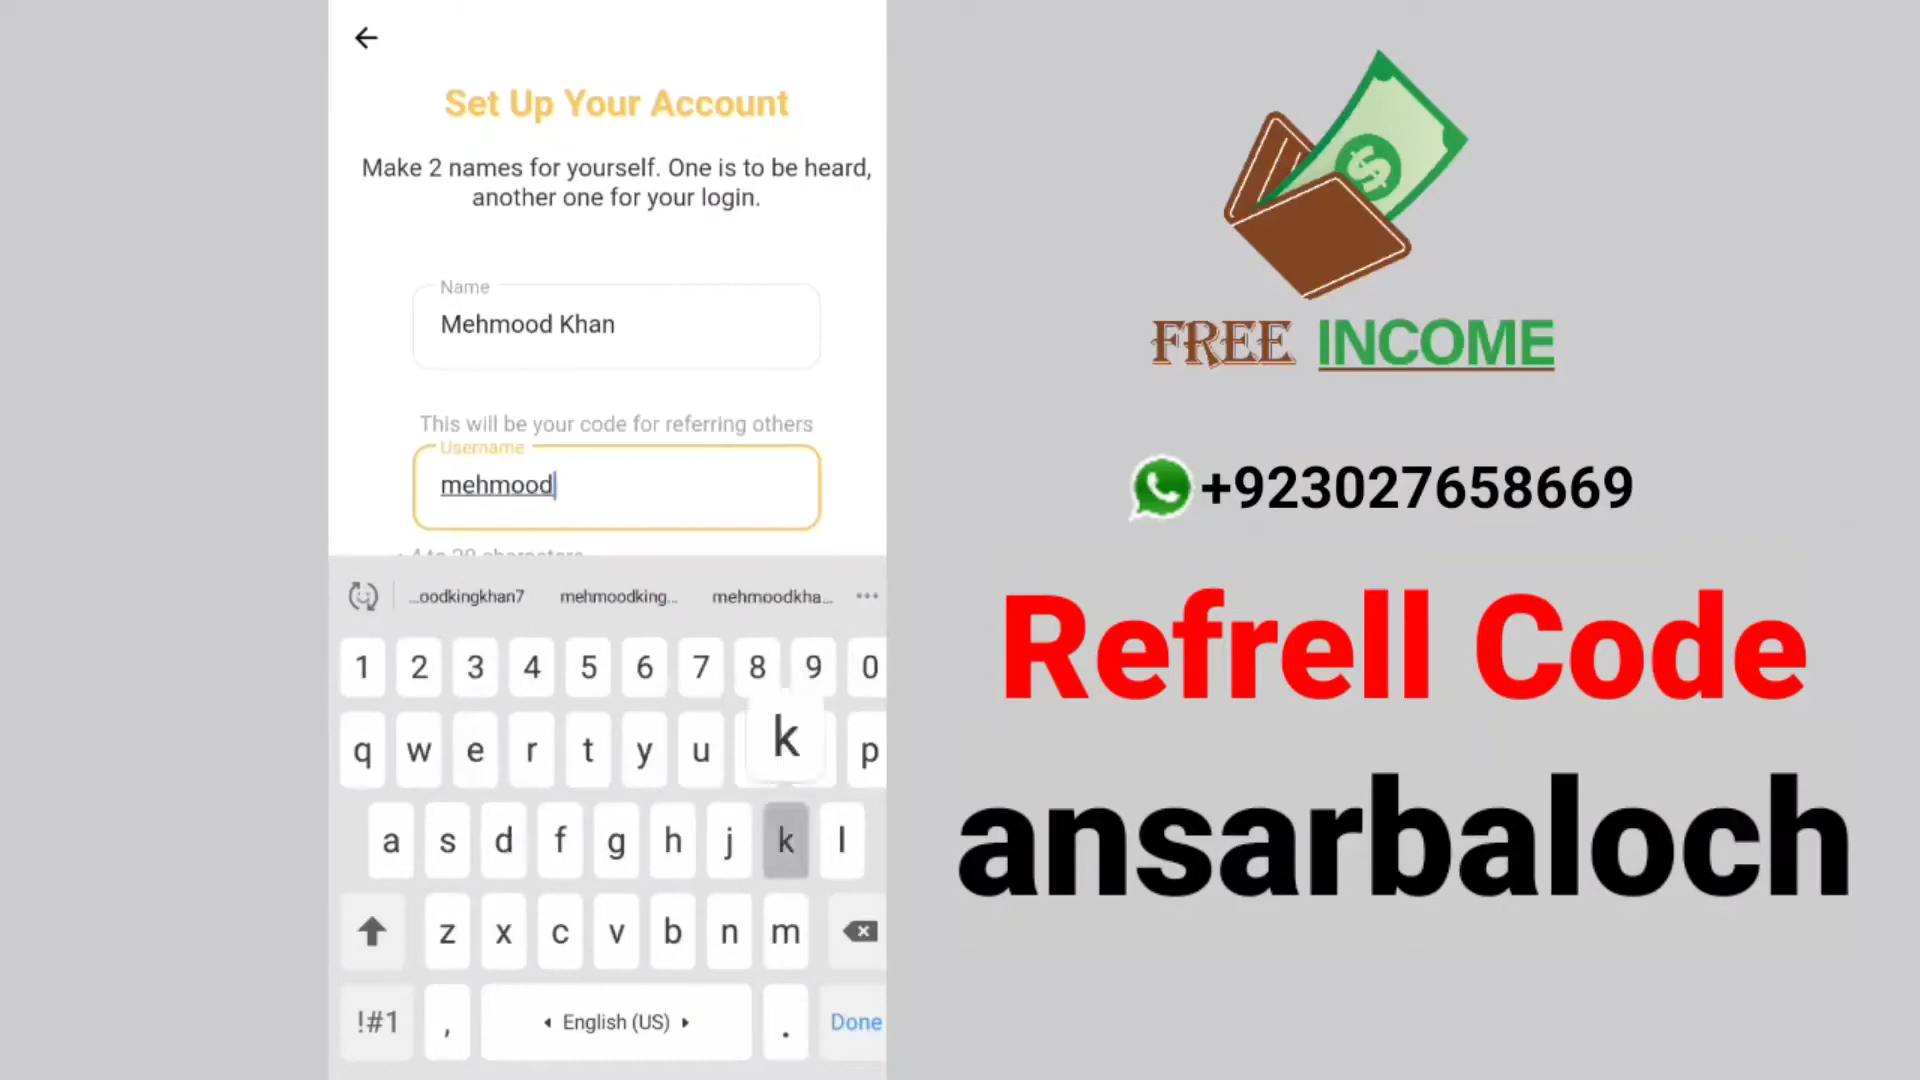 Set Up Your Account
Make 2 names for yourself. One is to be heard,
another one for your login.
Name
Mehmood Khan
This will be your code for referring others
Username
mehmood
...oodkingkhan7 mehmoodking... mehmoodkha...
1 2 3 4 5 6 7 8 9 0
q w e r t y u k p
a s d f g h j k l
z x c v b n m
!#1 , English (US) . Done
FREE INCOME
+923027658669
Refrell Code
ansarbaloch